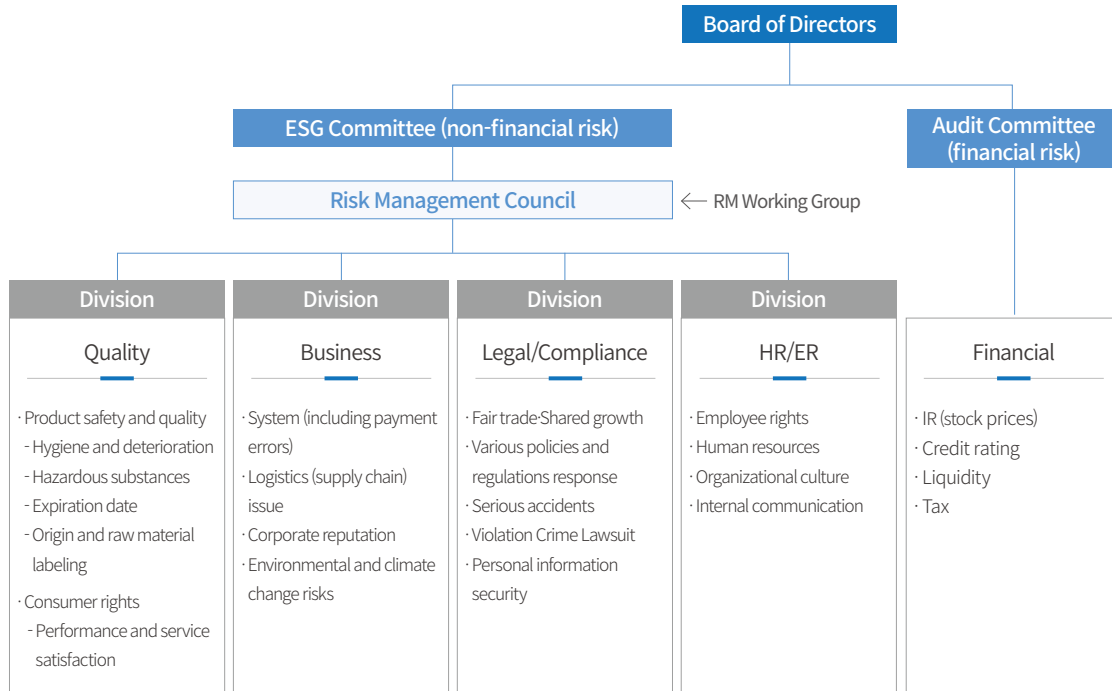 Board of Directors
ESG Committee (non-financial risk)
Audit Committee
(financial risk)
Risk Management Council
← RM Working Group
Division
Quality
· Product safety and quality
- Hygiene and deterioration
- Hazardous substances
- Expiration date
- Origin and raw material
labeling
· Consumer rights
- Performance and service
satisfaction
Division
Business
· System (including payment
errors)
· Logistics (supply chain)
issue
· Corporate reputation
· Environmental and climate
change risks
Division
Legal/Compliance
· Fair trade·Shared growth
· Various policies and
regulations response
· Serious accidents
· Violation Crime Lawsuit
· Personal information
security
Division
HR/ER
· Employee rights
· Human resources
· Organizational culture
· Internal communication
Financial
· IR (stock prices)
· Credit rating
· Liquidity
· Tax